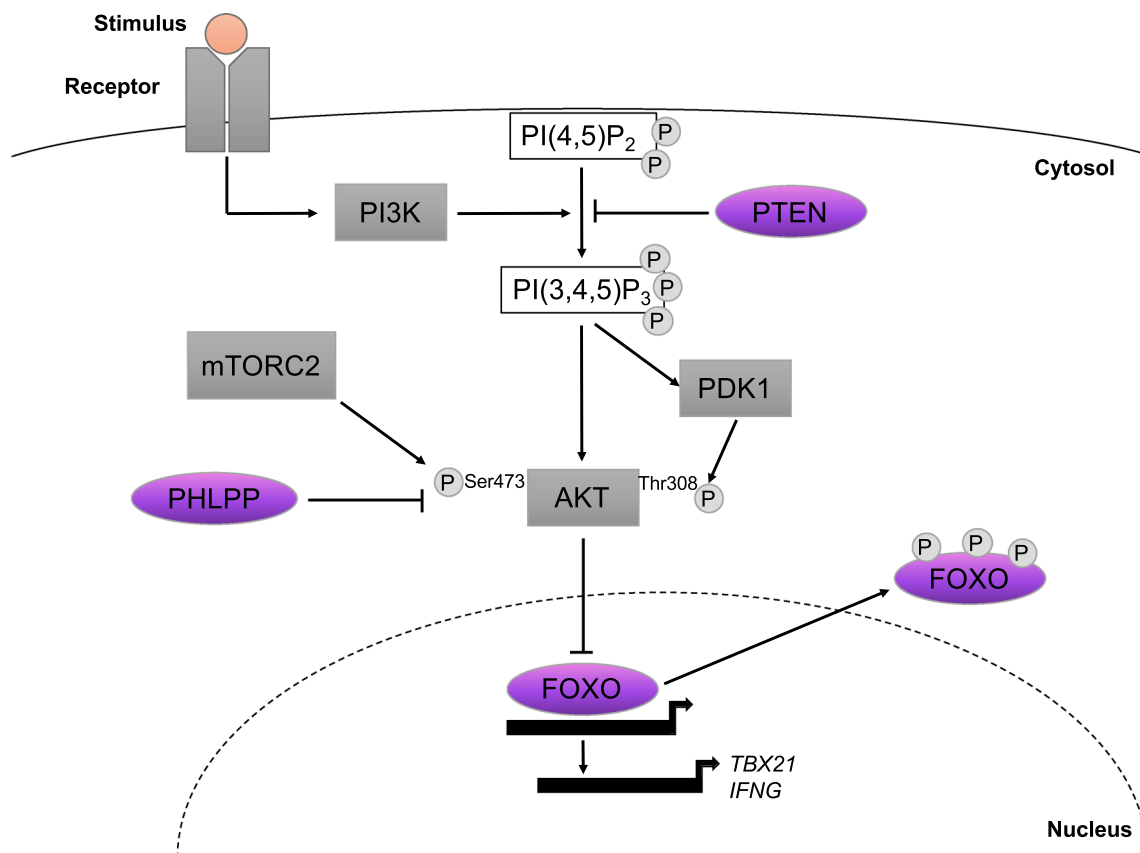 Stimulus
Receptor
PI(4,5)P2
P
P
Cytosol
PI3K
PTEN
P
PI(3,4,5)P3
P
P
mTORC2
PDK1
P
Ser473
AKT
Thr308
P
PHLPP
P
P
P
FOXO
FOXO
TBX21
IFNG
Nucleus